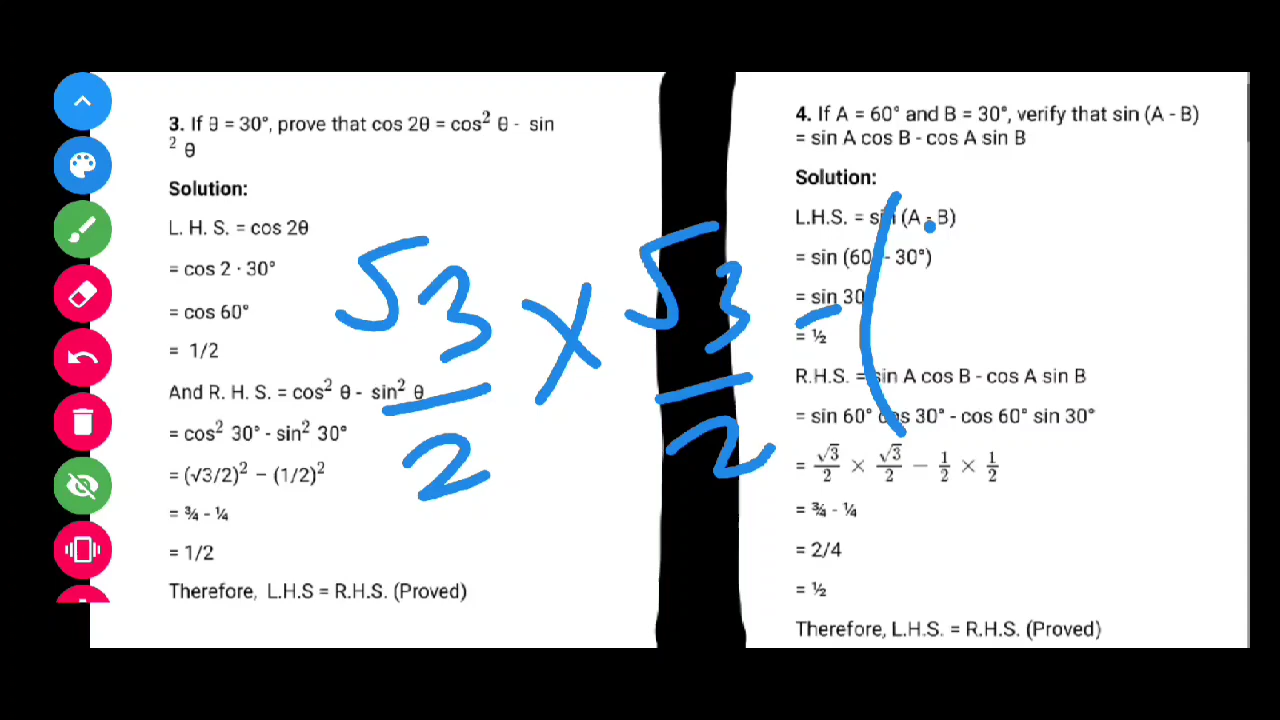 3. If θ = 30°, prove that cos 2θ = cos² θ - sin
² θ
Solution:
L. H. S. = cos 2θ
= cos 2 · 30°
= cos 60°
= 1/2
And R. H. S. = cos² θ - sin² θ
= cos² 30° - sin² 30°
= (√3/2)² − (1/2)²
= ¾ - ¼
= 1/2
Therefore, L.H.S = R.H.S. (Proved)
√3/2 × √3/2 - (
4. If A = 60° and B = 30°, verify that sin (A - B)
= sin A cos B - cos A sin B
Solution:
L.H.S. = sin (A - B)
= sin (60° - 30°)
= sin 30
= ½
R.H.S. = sin A cos B - cos A sin B
= sin 60° cos 30° - cos 60° sin 30°
= √3/2 × √3/2 − 1/2 × 1/2
= ¾ - ¼
= 2/4
= ½
Therefore, L.H.S. = R.H.S. (Proved)